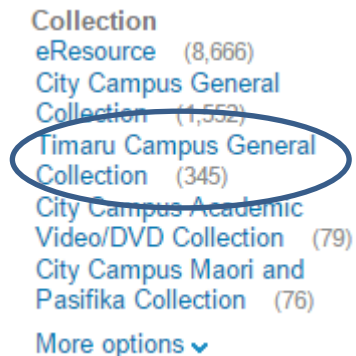 Collection
eResource (8,666)
City Campus General
Collection (1,552)
Timaru Campus General
Collection (345)
City Campus Academic
Video/DVD Collection (79)
City Campus Maori and
Pasifika Collection (76)
More options